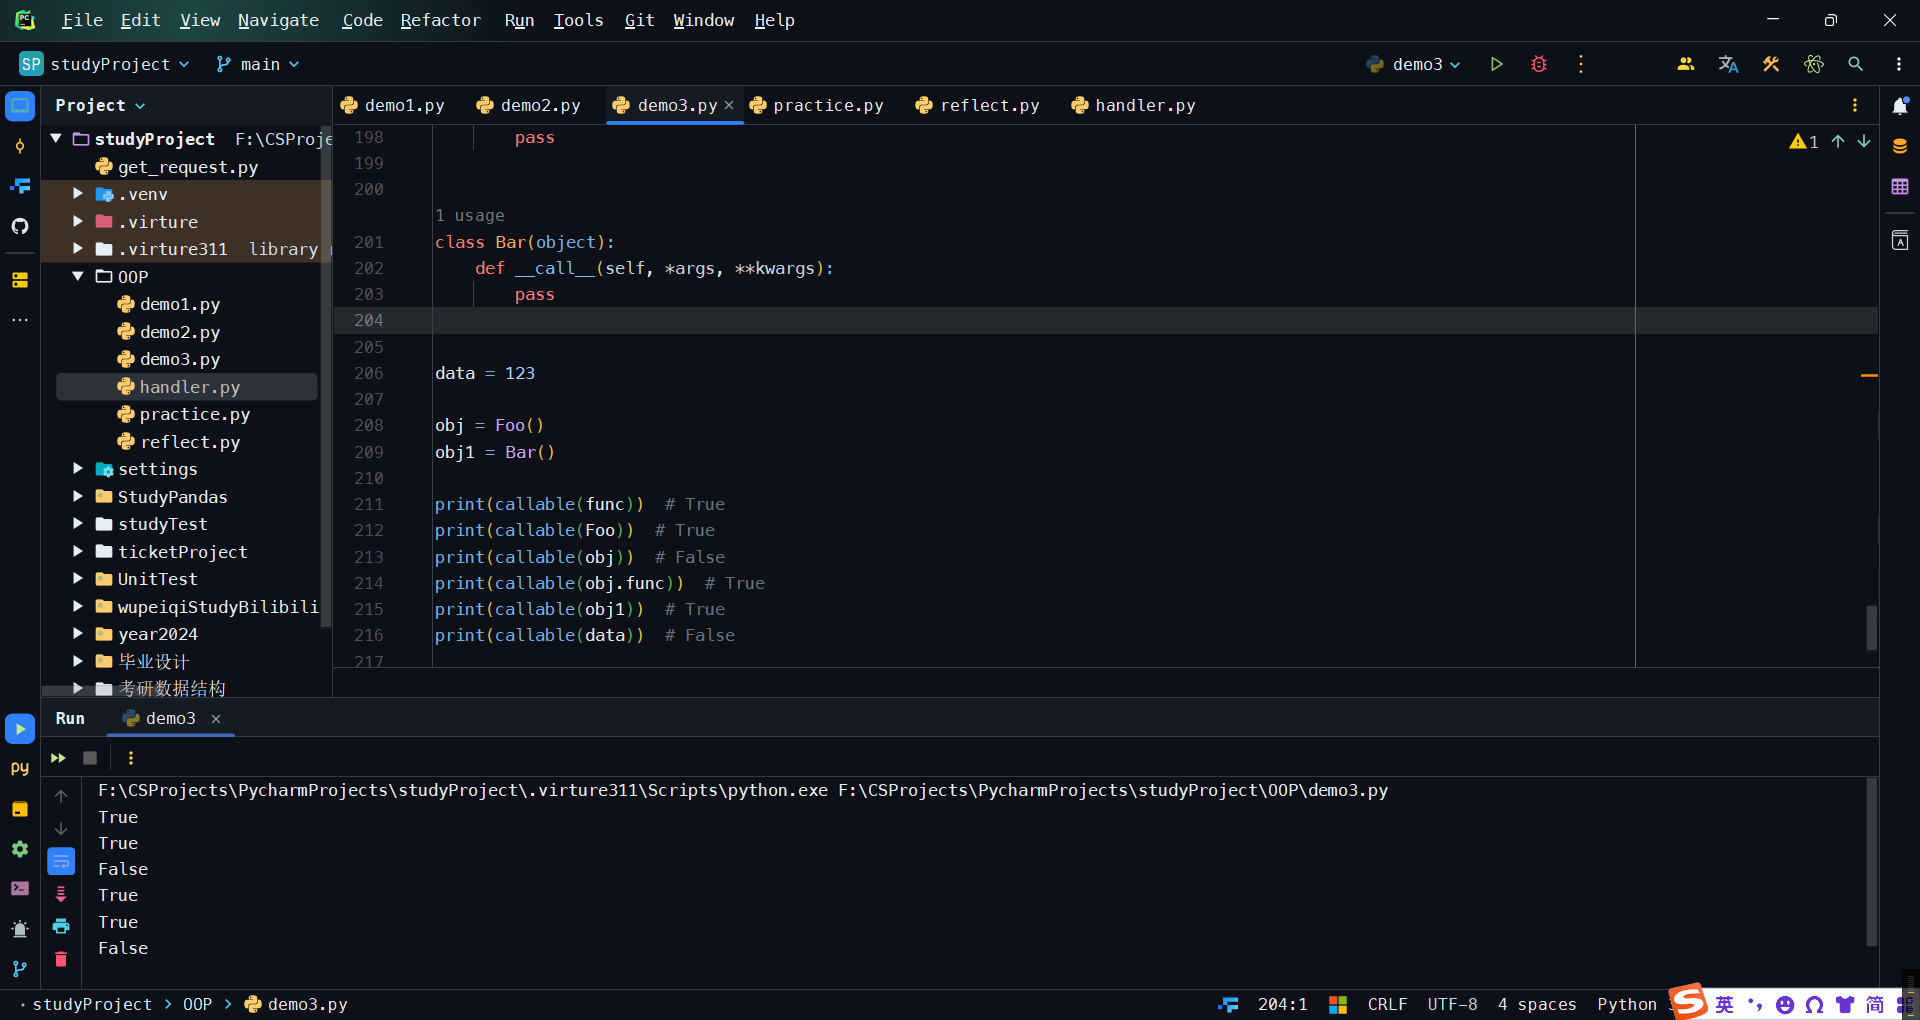 File Edit View Navigate Code Refactor Run Tools Git Window Help
SP studyProject main demo3
Project demo1.py demo2.py demo3.py practice.py reflect.py handler.py
studyProject F:\CSProje
get_request.py
.venv
.virture
.virture311 library
OOP
demo1.py
demo2.py
demo3.py
handler.py
practice.py
reflect.py
settings
StudyPandas
studyTest
ticketProject
UnitTest
wupeiqiStudyBilibili
year2024
毕业设计
考研数据结构
1
198 pass
199
200
1 usage
201 class Bar(object):
202 def __call__(self, *args, **kwargs):
203 pass
204
205
206 data = 123
207
208 obj = Foo()
209 obj1 = Bar()
210
211 print(callable(func)) # True
212 print(callable(Foo)) # True
213 print(callable(obj)) # False
214 print(callable(obj.func)) # True
215 print(callable(obj1)) # True
216 print(callable(data)) # False
217
Run demo3
F:\CSProjects\PycharmProjects\studyProject\.virture311\Scripts\python.exe F:\CSProjects\PycharmProjects\studyProject\OOP\demo3.py
True
True
False
True
True
False
studyProject OOP demo3.py 204:1 CRLF UTF-8 4 spaces Python 英 简